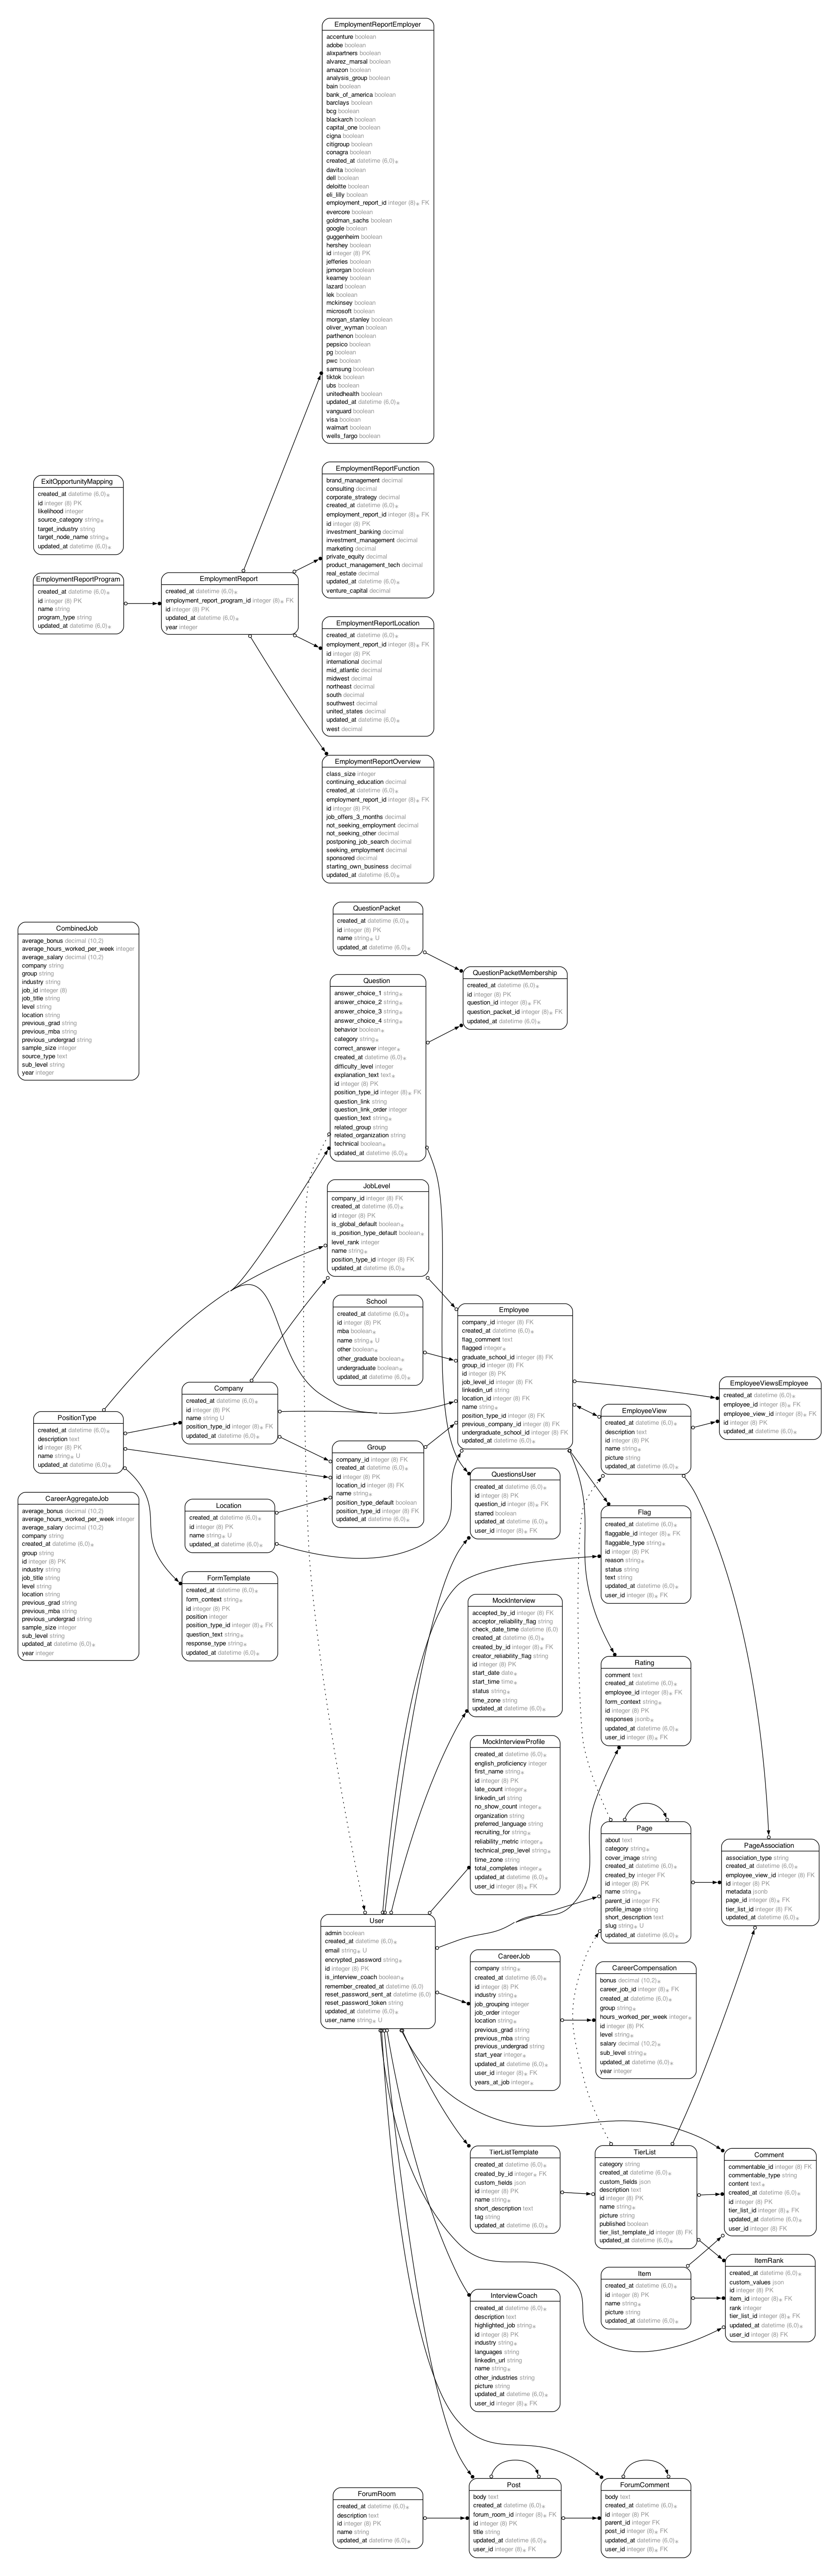 EmploymentReportEmployer
accenture boolean
adobe boolean
alixpartners boolean
alvarez_marsal boolean
amazon boolean
analysis_group boolean
bain boolean
bank_of_america boolean
barclays boolean
bcg boolean
blackarch boolean
capital_one boolean
cigna boolean
citigroup boolean
conagra boolean
created_at datetime (6,0)∗
davita boolean
dell boolean
deloitte boolean
eli_lilly boolean
employment_report_id integer (8)∗ FK
evercore boolean
goldman_sachs boolean
google boolean
guggenheim boolean
hershey boolean
id integer (8) PK
jefferies boolean
jpmorgan boolean
kearney boolean
lazard boolean
lek boolean
mckinsey boolean
microsoft boolean
morgan_stanley boolean
oliver_wyman boolean
parthenon boolean
pepsico boolean
pg boolean
pwc boolean
samsung boolean
tiktok boolean
ubs boolean
unitedhealth boolean
updated_at datetime (6,0)∗
vanguard boolean
visa boolean
walmart boolean
wells_fargo boolean
EmploymentReportFunction
brand_management decimal
consulting decimal
corporate_strategy decimal
created_at datetime (6,0)∗
employment_report_id integer (8)∗ FK
id integer (8) PK
investment_banking decimal
investment_management decimal
marketing decimal
private_equity decimal
product_management_tech decimal
real_estate decimal
updated_at datetime (6,0)∗
venture_capital decimal
ExitOpportunityMapping
created_at datetime (6,0)∗
id integer (8) PK
likelihood integer
source_category string∗
target_industry string
target_node_name string∗
updated_at datetime (6,0)∗
EmploymentReportProgram
created_at datetime (6,0)∗
id integer (8) PK
name string
program_type string
updated_at datetime (6,0)∗
EmploymentReport
created_at datetime (6,0)∗
employment_report_program_id integer (8)∗ FK
id integer (8) PK
updated_at datetime (6,0)∗
year integer
EmploymentReportLocation
created_at datetime (6,0)∗
employment_report_id integer (8)∗ FK
id integer (8) PK
international decimal
mid_atlantic decimal
midwest decimal
northeast decimal
south decimal
southwest decimal
united_states decimal
updated_at datetime (6,0)∗
west decimal
EmploymentReportOverview
class_size integer
continuing_education decimal
created_at datetime (6,0)∗
employment_report_id integer (8)∗ FK
id integer (8) PK
job_offers_3_months decimal
not_seeking_employment decimal
not_seeking_other decimal
postponing_job_search decimal
seeking_employment decimal
sponsored decimal
starting_own_business decimal
updated_at datetime (6,0)∗
QuestionPacket
created_at datetime (6,0)∗
id integer (8) PK
name string∗ U
updated_at datetime (6,0)∗
CombinedJob
average_bonus decimal (10,2)
average_hours_worked_per_week integer
average_salary decimal (10,2)
company string
group string
industry string
job_id integer (8)
job_title string
level string
location string
previous_grad string
previous_mba string
previous_undergrad string
sample_size integer
source_type text
sub_level string
year integer
QuestionPacketMembership
created_at datetime (6,0)∗
id integer (8) PK
question_id integer (8)∗ FK
question_packet_id integer (8)∗ FK
updated_at datetime (6,0)∗
Question
answer_choice_1 string∗
answer_choice_2 string∗
answer_choice_3 string∗
answer_choice_4 string∗
behavior boolean∗
category string∗
correct_answer integer∗
created_at datetime (6,0)∗
difficulty_level integer
explanation_text text∗
id integer (8) PK
position_type_id integer (8)∗ FK
question_link string
question_link_order integer
question_text string∗
related_group string
related_organization string
technical boolean∗
updated_at datetime (6,0)∗
JobLevel
company_id integer (8) FK
created_at datetime (6,0)∗
id integer (8) PK
is_global_default boolean∗
is_position_type_default boolean∗
level_rank integer
name string∗
position_type_id integer (8) FK
updated_at datetime (6,0)∗
School
created_at datetime (6,0)∗
id integer (8) PK
mba boolean∗
name string∗ U
other boolean∗
other_graduate boolean∗
undergraduate boolean∗
updated_at datetime (6,0)∗
Employee
company_id integer (8) FK
created_at datetime (6,0)∗
flag_comment text
flagged integer∗
graduate_school_id integer (8) FK
group_id integer (8) FK
id integer (8) PK
job_level_id integer (8) FK
linkedin_url string
location_id integer (8) FK
name string∗
position_type_id integer (8) FK
previous_company_id integer (8) FK
undergraduate_school_id integer (8) FK
updated_at datetime (6,0)∗
EmployeeViewsEmployee
created_at datetime (6,0)∗
employee_id integer (8)∗ FK
employee_view_id integer (8)∗ FK
id integer (8) PK
updated_at datetime (6,0)∗
Company
created_at datetime (6,0)∗
id integer (8) PK
name string U
position_type_id integer (8)∗ FK
updated_at datetime (6,0)∗
EmployeeView
created_at datetime (6,0)∗
description text
id integer (8) PK
name string∗
picture string
updated_at datetime (6,0)∗
PositionType
created_at datetime (6,0)∗
description text
id integer (8) PK
name string∗ U
updated_at datetime (6,0)∗
Group
company_id integer (8) FK
created_at datetime (6,0)∗
id integer (8) PK
location_id integer (8) FK
name string∗
position_type_default boolean
position_type_id integer (8) FK
updated_at datetime (6,0)∗
QuestionsUser
created_at datetime (6,0)∗
id integer (8) PK
question_id integer (8)∗ FK
starred boolean
updated_at datetime (6,0)∗
user_id integer (8)∗ FK
CareerAggregateJob
average_bonus decimal (10,2)
average_hours_worked_per_week integer
average_salary decimal (10,2)
company string
created_at datetime (6,0)∗
group string
id integer (8) PK
industry string
job_title string
level string
location string
previous_grad string
previous_mba string
previous_undergrad string
sample_size integer
sub_level string
updated_at datetime (6,0)∗
year integer
Location
created_at datetime (6,0)∗
id integer (8) PK
name string∗ U
updated_at datetime (6,0)∗
Flag
created_at datetime (6,0)∗
flaggable_id integer (8)∗ FK
flaggable_type string∗
id integer (8) PK
reason string∗
status string
text string
updated_at datetime (6,0)∗
user_id integer (8)∗ FK
FormTemplate
created_at datetime (6,0)∗
form_context string∗
id integer (8) PK
position integer
position_type_id integer (8)∗ FK
question_text string∗
response_type string∗
updated_at datetime (6,0)∗
MockInterview
accepted_by_id integer (8) FK
acceptor_reliability_flag string
check_date_time datetime (6,0)
created_at datetime (6,0)∗
created_by_id integer (8)∗ FK
creator_reliability_flag string
id integer (8) PK
start_date date∗
start_time time∗
status string∗
time_zone string
updated_at datetime (6,0)∗
Rating
comment text
created_at datetime (6,0)∗
employee_id integer (8)∗ FK
form_context string∗
id integer (8) PK
responses jsonb∗
updated_at datetime (6,0)∗
user_id integer (8)∗ FK
MockInterviewProfile
created_at datetime (6,0)∗
english_proficiency integer
first_name string∗
id integer (8) PK
late_count integer∗
linkedin_url string
no_show_count integer∗
organization string
preferred_language string
recruiting_for string∗
reliability_metric integer∗
technical_prep_level string∗
time_zone string
total_completes integer∗
updated_at datetime (6,0)∗
user_id integer (8)∗ FK
Page
about text
category string∗
cover_image string
created_at datetime (6,0)∗
created_by integer FK
id integer (8) PK
name string∗
parent_id integer FK
profile_image string
short_description text
slug string∗ U
updated_at datetime (6,0)∗
PageAssociation
association_type string
created_at datetime (6,0)∗
employee_view_id integer (8) FK
id integer (8) PK
metadata jsonb
page_id integer (8)∗ FK
tier_list_id integer (8) FK
updated_at datetime (6,0)∗
User
admin boolean
created_at datetime (6,0)∗
email string∗ U
encrypted_password string∗
id integer (8) PK
is_interview_coach boolean∗
remember_created_at datetime (6,0)
reset_password_sent_at datetime (6,0)
reset_password_token string
updated_at datetime (6,0)∗
user_name string∗ U
CareerJob
company string∗
created_at datetime (6,0)∗
id integer (8) PK
industry string∗
job_grouping integer
job_order integer
location string∗
previous_grad string
previous_mba string
previous_undergrad string
start_year integer∗
updated_at datetime (6,0)∗
user_id integer (8)∗ FK
years_at_job integer∗
CareerCompensation
bonus decimal (10,2)∗
career_job_id integer (8)∗ FK
created_at datetime (6,0)∗
group string∗
hours_worked_per_week integer∗
id integer (8) PK
level string∗
salary decimal (10,2)∗
sub_level string∗
updated_at datetime (6,0)∗
year integer
TierListTemplate
created_at datetime (6,0)∗
created_by_id integer∗ FK
custom_fields json
id integer (8) PK
name string∗
short_description text
tag string
updated_at datetime (6,0)∗
TierList
category string
created_at datetime (6,0)∗
custom_fields json
description text
id integer (8) PK
name string∗
picture string
published boolean
tier_list_template_id integer (8) FK
updated_at datetime (6,0)∗
Comment
commentable_id integer (8) FK
commentable_type string
content text∗
created_at datetime (6,0)∗
id integer (8) PK
tier_list_id integer (8)∗ FK
updated_at datetime (6,0)∗
user_id integer (8) FK
Item
created_at datetime (6,0)∗
id integer (8) PK
name string∗
picture string
updated_at datetime (6,0)∗
ItemRank
created_at datetime (6,0)∗
custom_values json
id integer (8) PK
item_id integer (8)∗ FK
rank integer
tier_list_id integer (8)∗ FK
updated_at datetime (6,0)∗
user_id integer (8) FK
InterviewCoach
created_at datetime (6,0)∗
description text
highlighted_job string∗
id integer (8) PK
industry string∗
languages string
linkedin_url string
name string∗
other_industries string
picture string
updated_at datetime (6,0)∗
user_id integer (8)∗ FK
ForumRoom
created_at datetime (6,0)∗
description text
id integer (8) PK
name string
updated_at datetime (6,0)∗
Post
body text
created_at datetime (6,0)∗
forum_room_id integer (8)∗ FK
id integer (8) PK
title string
updated_at datetime (6,0)∗
user_id integer (8)∗ FK
ForumComment
body text
created_at datetime (6,0)∗
id integer (8) PK
parent_id integer FK
post_id integer (8)∗ FK
updated_at datetime (6,0)∗
user_id integer (8)∗ FK